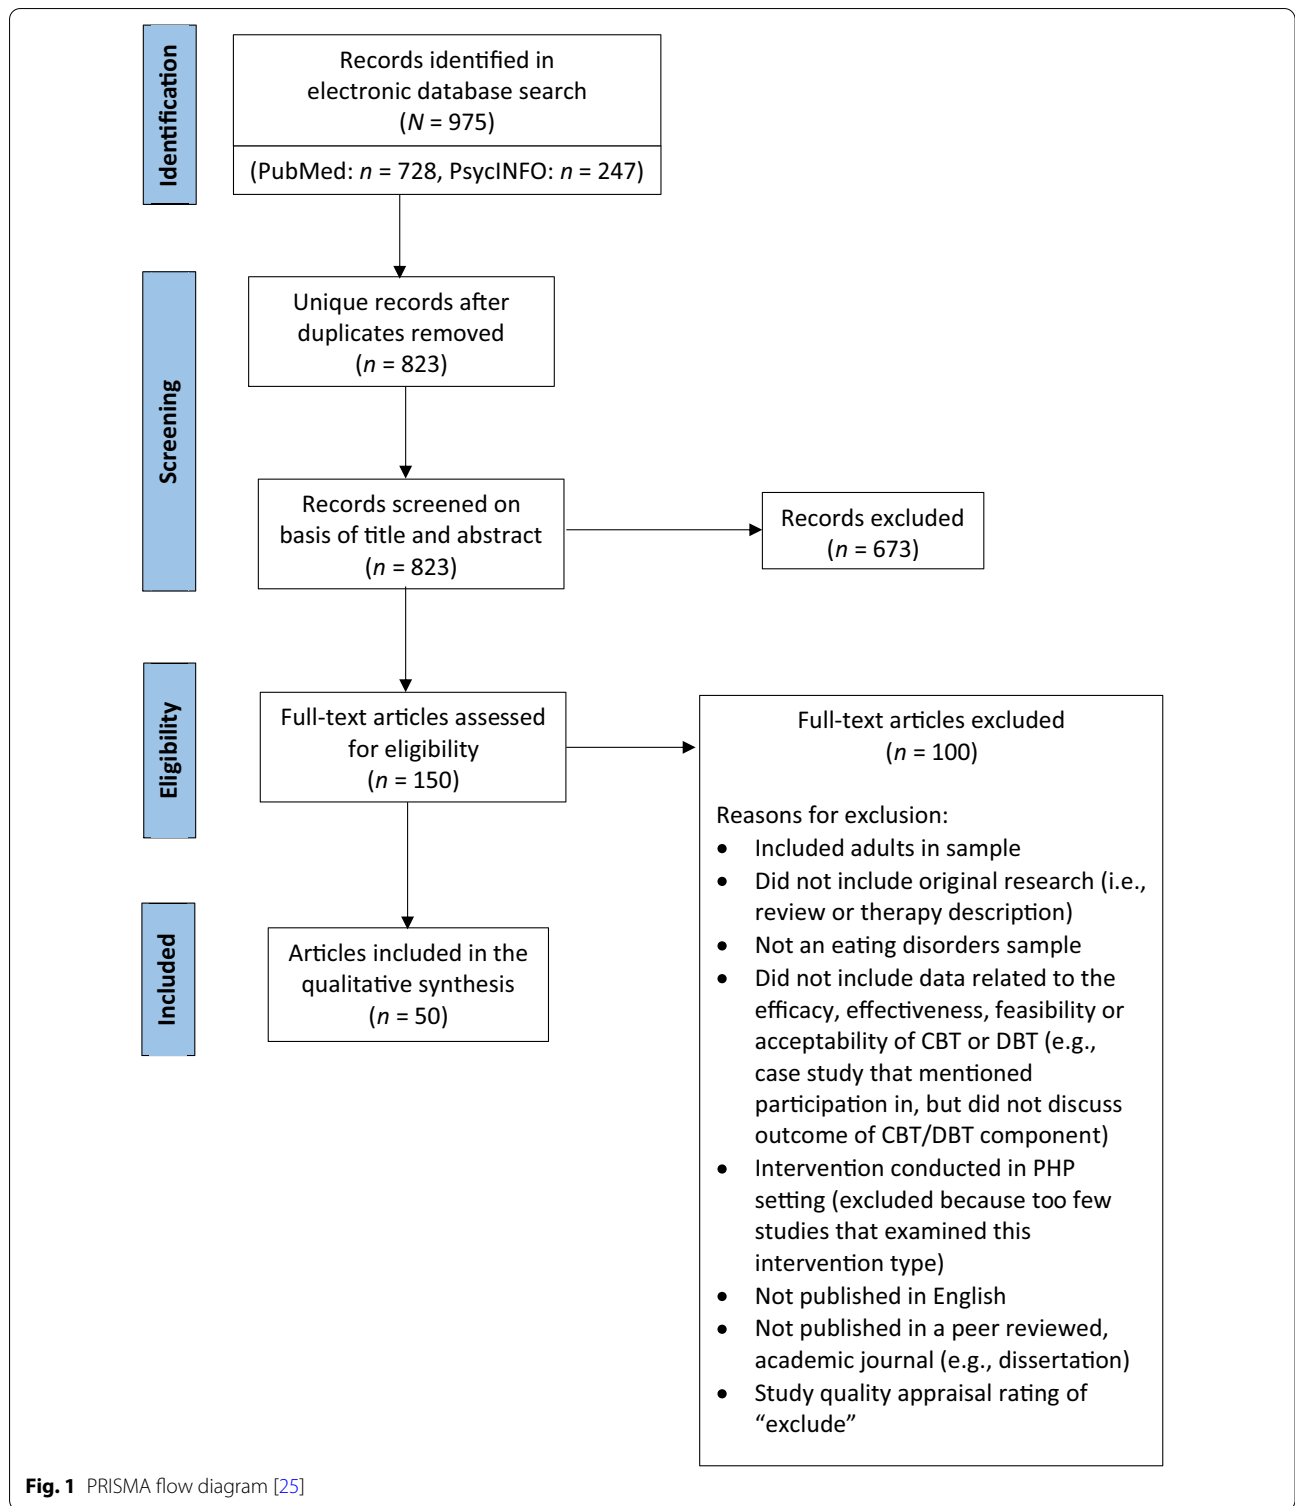 Identification
Records identified in
electronic database search
(N = 975)
(PubMed: n = 728, PsycINFO: n = 247)
Screening
Unique records after
duplicates removed
(n = 823)
Records screened on
basis of title and abstract
(n = 823)
Records excluded
(n = 673)
Eligibility
Full-text articles assessed
for eligibility
(n = 150)
Full-text articles excluded
(n = 100)
Reasons for exclusion:
• Included adults in sample
• Did not include original research (i.e.,
review or therapy description)
• Not an eating disorders sample
• Did not include data related to the
efficacy, effectiveness, feasibility or
acceptability of CBT or DBT (e.g.,
case study that mentioned
participation in, but did not discuss
outcome of CBT/DBT component)
• Intervention conducted in PHP
setting (excluded because too few
studies that examined this
intervention type)
• Not published in English
• Not published in a peer reviewed,
academic journal (e.g., dissertation)
• Study quality appraisal rating of
“exclude”
Included
Articles included in the
qualitative synthesis
(n = 50)
Fig. 1 PRISMA flow diagram [25]